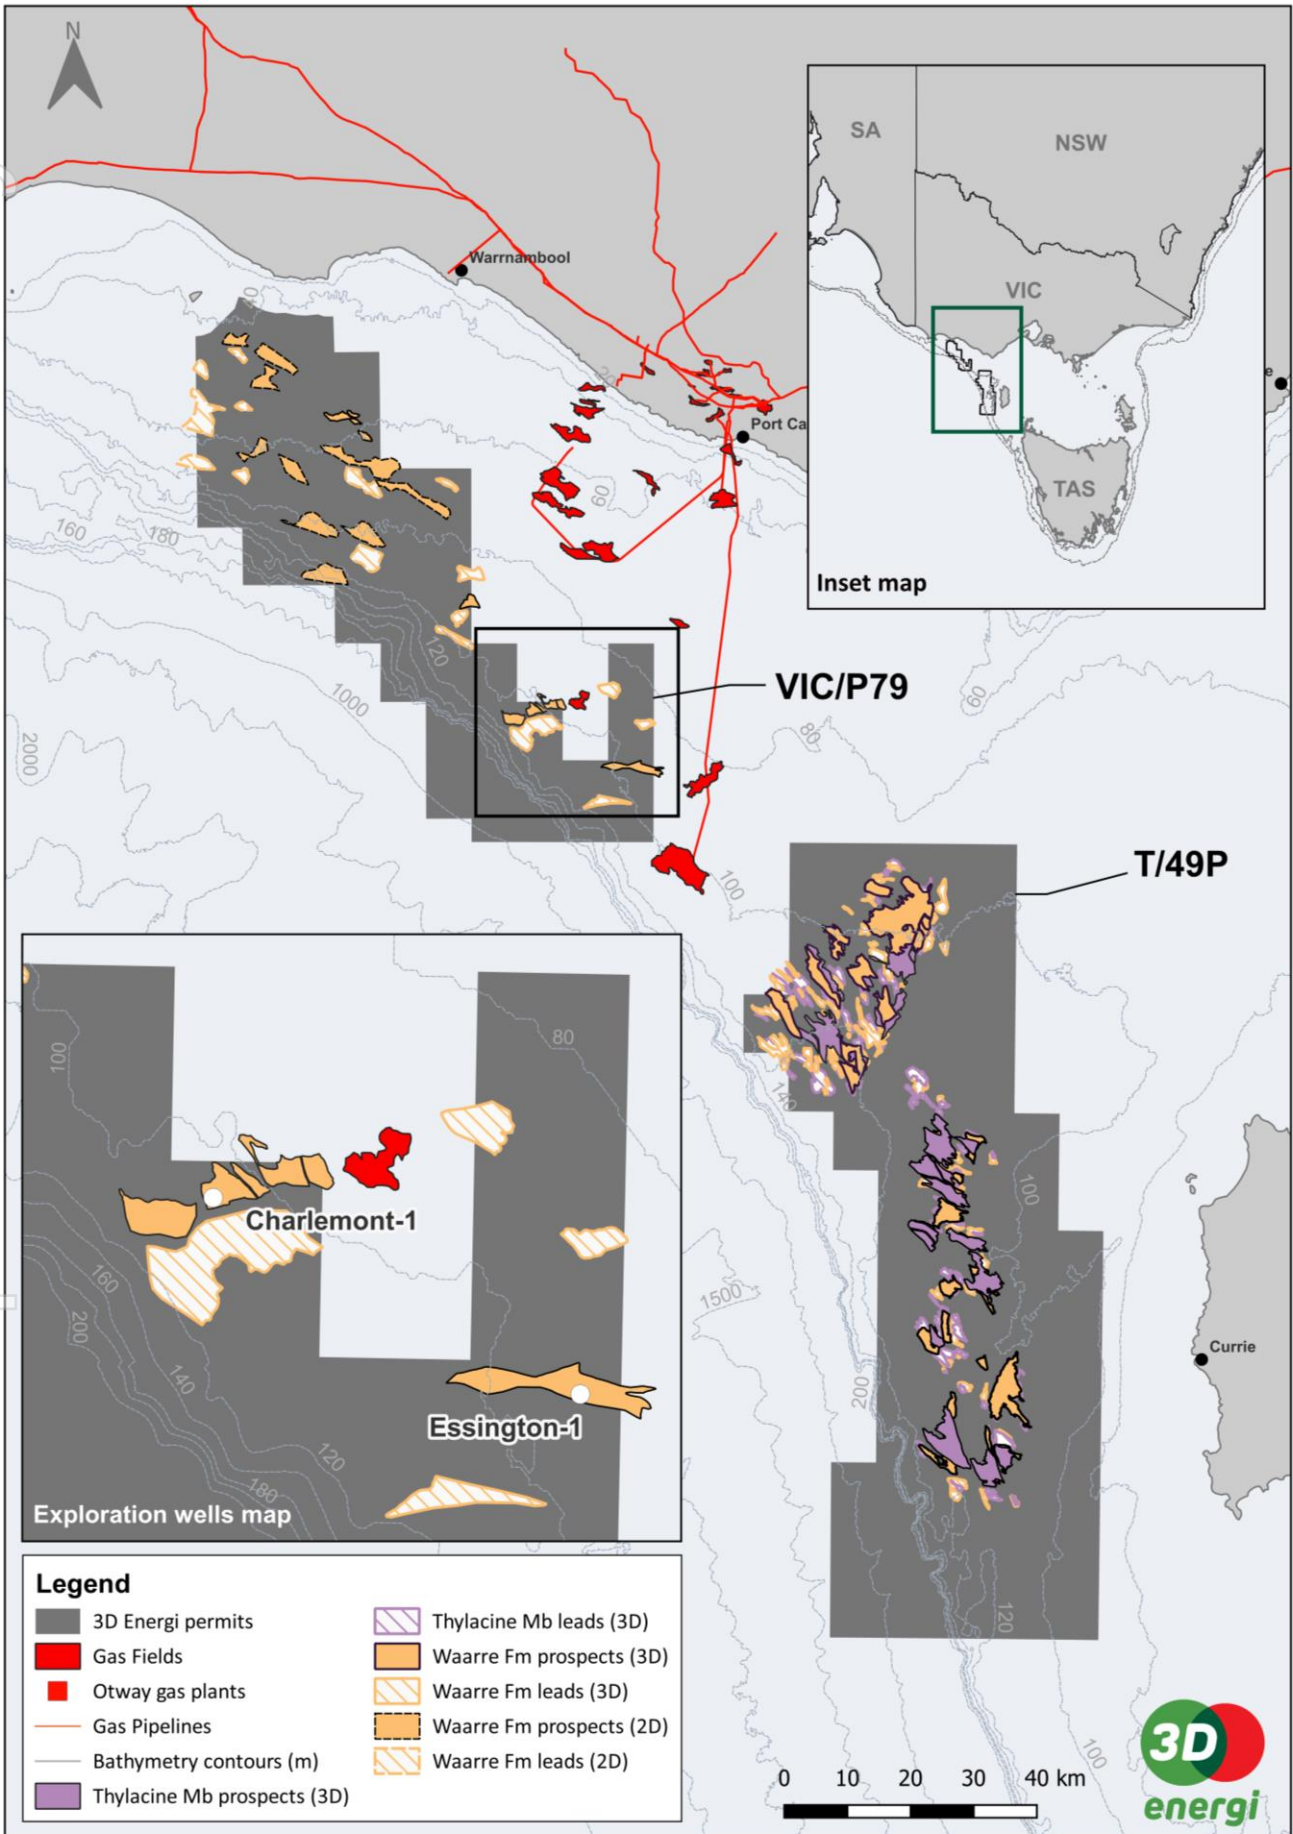 N
SA
NSW
VIC
TAS
Inset map
Warrnambool
Port Ca
e
20
60
160
180
120
1000
2000
VIC/P79
80
60
100
T/49P
140
100
1500
200
Currie
120
100
100
80
Charlemont-1
160
200
140
Essington-1
120
180
Exploration wells map
Legend
3D Energi permits
Gas Fields
Otway gas plants
Gas Pipelines
Bathymetry contours (m)
Thylacine Mb prospects (3D)
Thylacine Mb leads (3D)
Waarre Fm prospects (3D)
Waarre Fm leads (3D)
Waarre Fm prospects (2D)
Waarre Fm leads (2D)
0 10 20 30 40 km
3D
energi